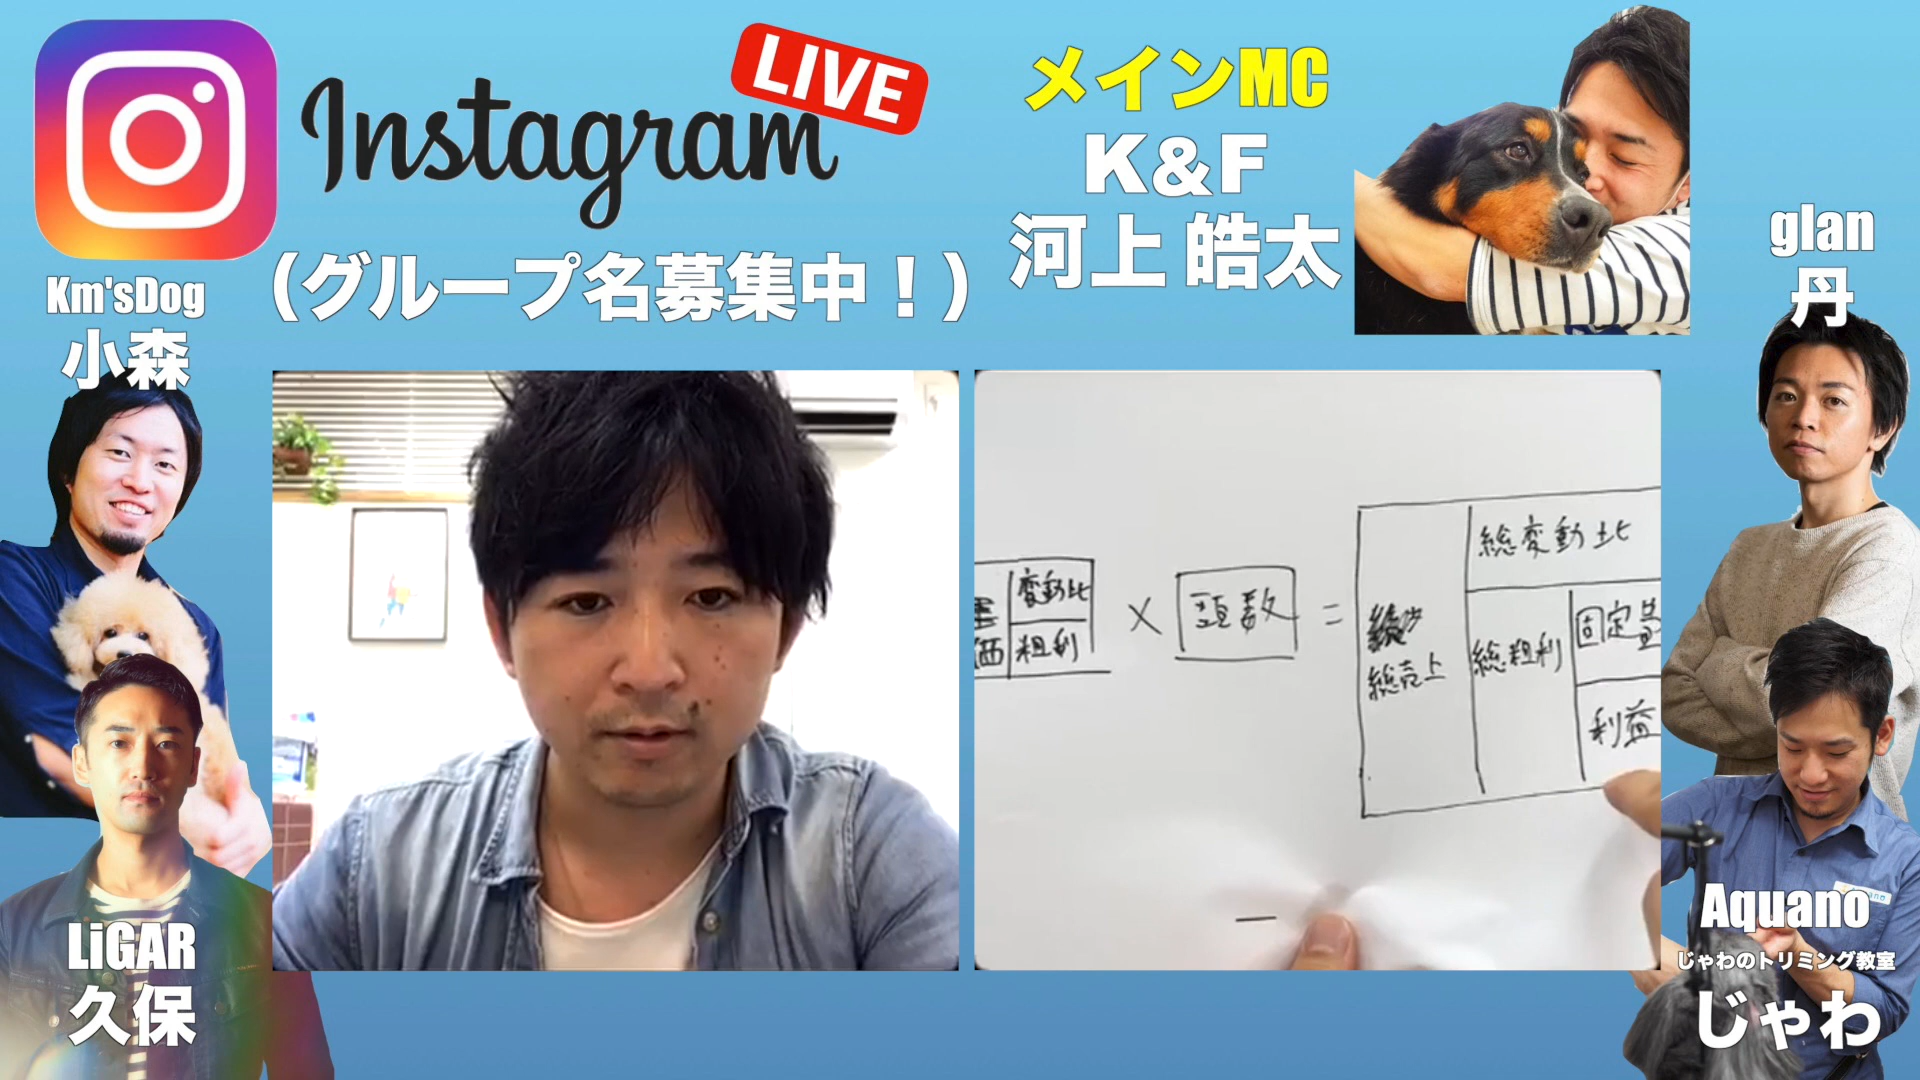 Instagram
LIVE
(グループ名募集中！)
メインMC
K&F
河上 皓太
Km'sDog
小森
glan
丹
LiGAR
久保
Aquano
じゃわのトリミング教室
じゃわ
価
変動比
粗利
×
頭数
=
総売上
総変動比
総粗利
固定
利益